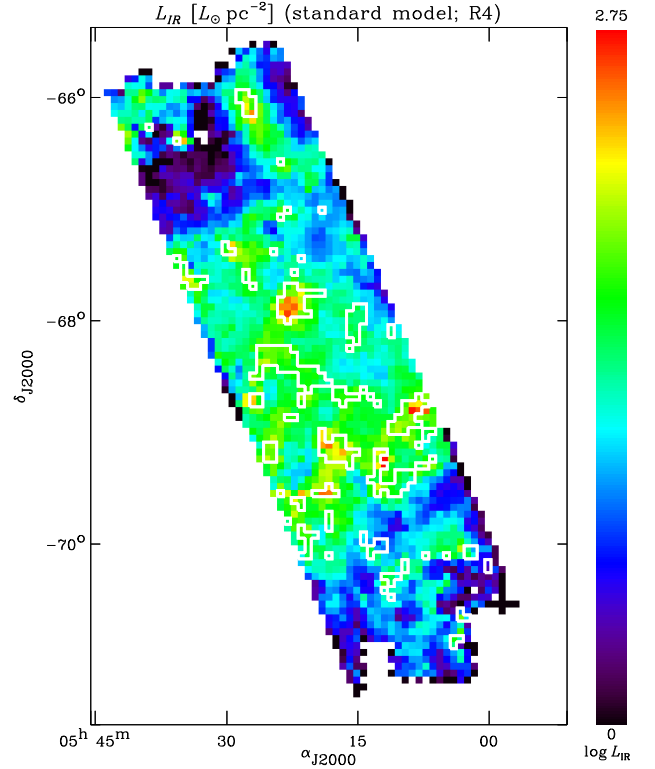 L_IR [L_⊙ pc^−2] (standard model; R4)
2.75
−66°
−68°
δ_J2000
−70°
05^h 45^m 30 15 00
α_J2000
0
log L_IR